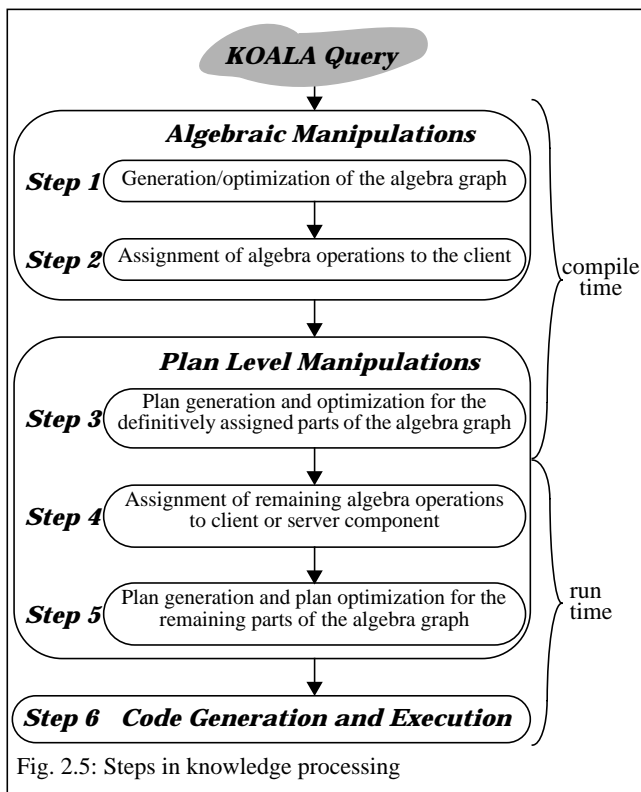 KOALA Query
Algebraic Manipulations
Step 1
Generation/optimization of the algebra graph
Step 2
Assignment of algebra operations to the client
compile
time
Plan Level Manipulations
Step 3
Plan generation and optimization for the
definitively assigned parts of the algebra graph
Step 4
Assignment of remaining algebra operations
to client or server component
Step 5
Plan generation and plan optimization for the
remaining parts of the algebra graph
run
time
Step 6 Code Generation and Execution
Fig. 2.5: Steps in knowledge processing